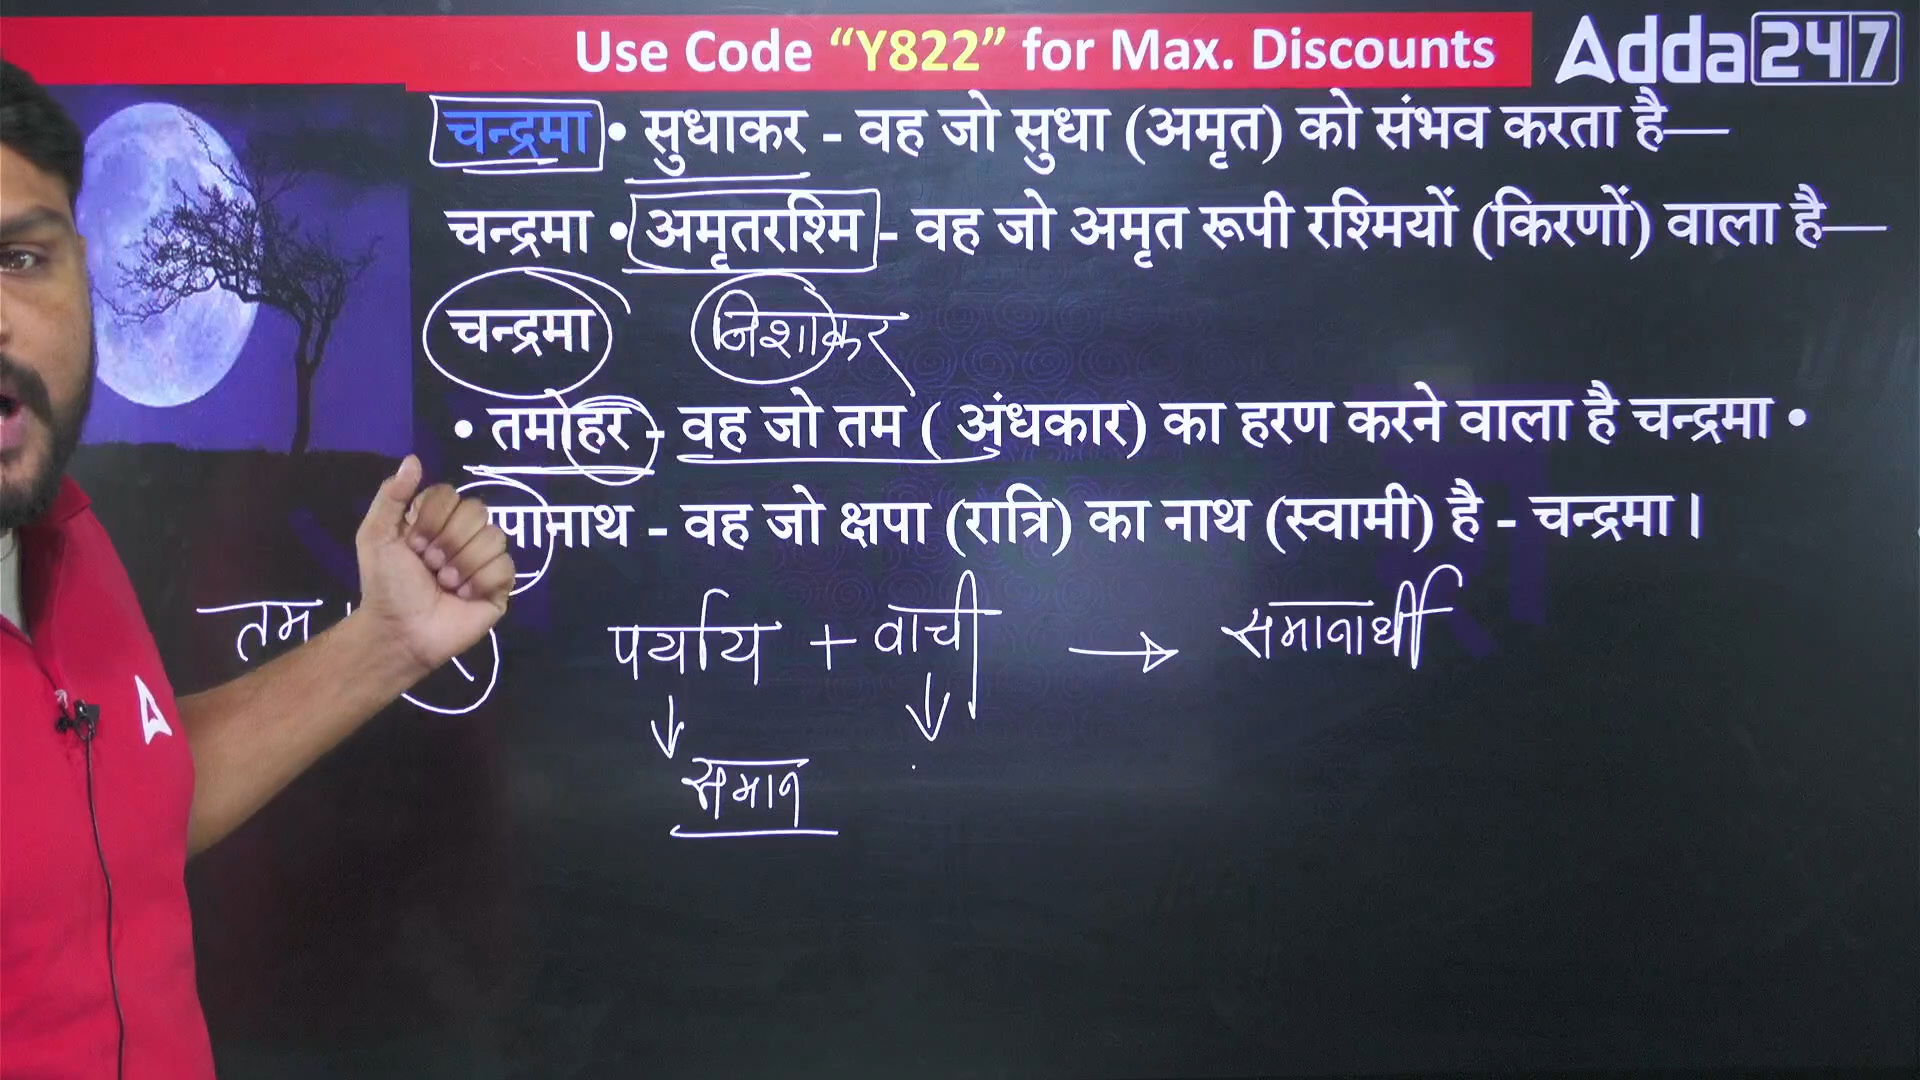 Use Code “Y822” for Max. Discounts
Adda247
चन्द्रमा • सुधाकर - वह जो सुधा (अमृत) को संभव करता है—
चन्द्रमा • अमृतरश्मि - वह जो अमृत रूपी रश्मियों (किरणों) वाला है—
चन्द्रमा निशाकर
• तमोहर - वह जो तम ( अंधकार) का हरण करने वाला है चन्द्रमा •
पानाथ - वह जो क्षपा (रात्रि) का नाथ (स्वामी) है - चन्द्रमा।
तम पर्याय + वाची → समानार्थी
समान